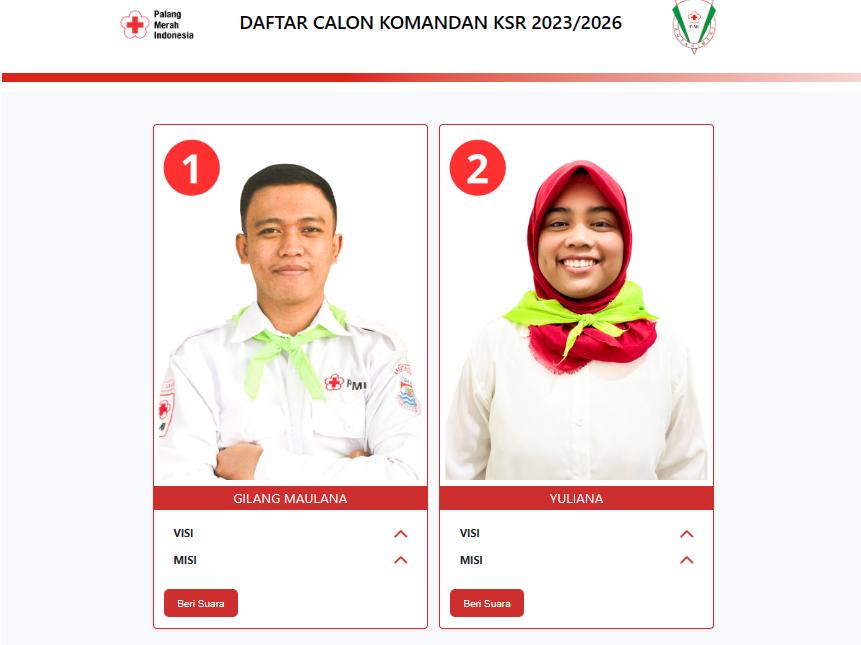 Palang
Merah
Indonesia
DAFTAR CALON KOMANDAN KSR 2023/2026
PMI
1
2
PMI
GILANG MAULANA
YULIANA
VISI
VISI
MISI
MISI
Beri Suara
Beri Suara